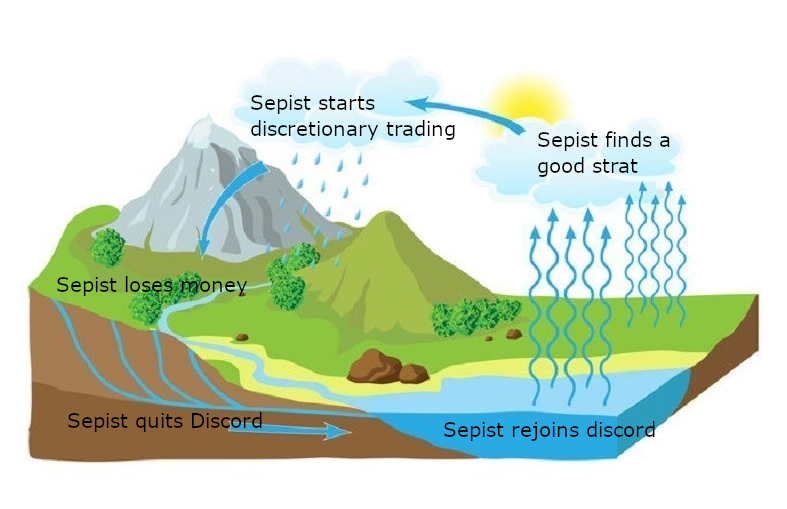 Sepist starts
discretionary trading
Sepist finds a
good strat
Sepist loses money
Sepist quits Discord
Sepist rejoins discord